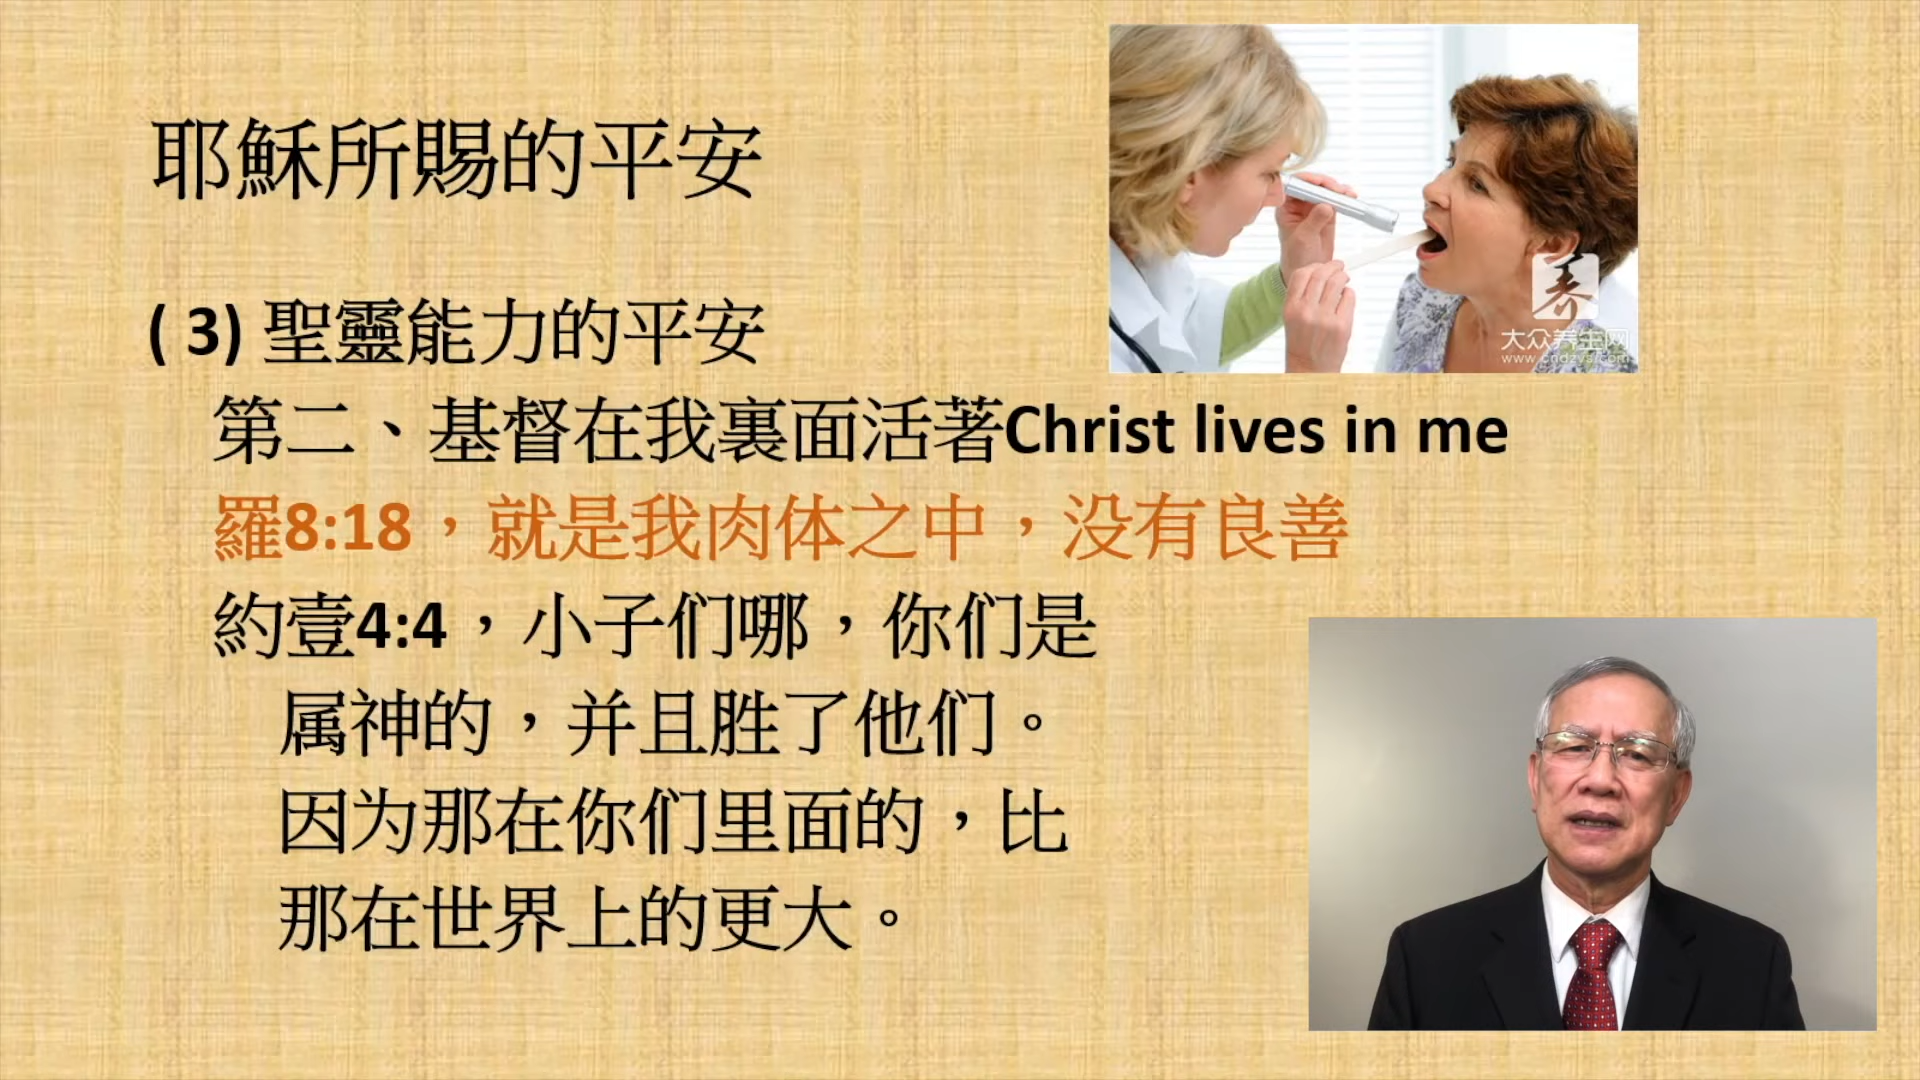 耶穌所賜的平安
( 3) 聖靈能力的平安
第二、基督在我裏面活著Christ lives in me
羅8:18，就是我肉体之中，没有良善
約壹4:4，小子们哪，你们是
属神的，并且胜了他们。
因为那在你们里面的，比
那在世界上的更大。
养
大众养生网
www.cndzys.com